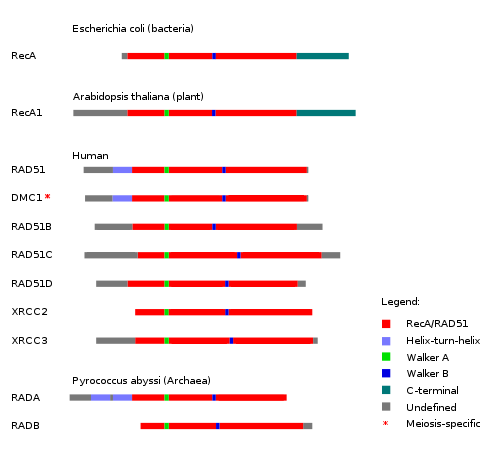 Escherichia coli (bacteria)
RecA
Arabidopsis thaliana (plant)
RecA1
Human
RAD51
DMC1 *
RAD51B
RAD51C
RAD51D
XRCC2
XRCC3
Pyrococcus abyssi (Archaea)
RADA
RADB
Legend:
RecA/RAD51
Helix-turn-helix
Walker A
Walker B
C-terminal
Undefined
* Meiosis-specific